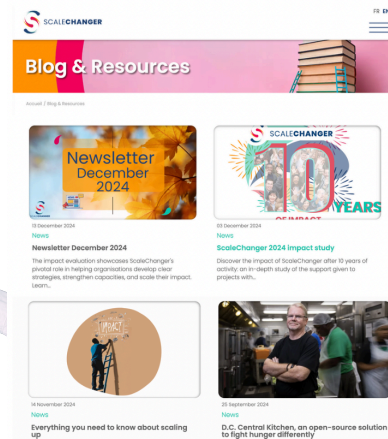 FR EN
SCALECHANGER
Blog & Resources
Accueil / Blog & Resources
Newsletter
December
2024
SCALECHANGER
10
YEARS
OF IMPACT
13 December 2024
News
Newsletter December 2024
The impact evaluation showcases ScaleChanger's
pivotal role in helping organisations develop clear
strategies, strengthen capacities, and scale their impact.
Learn...
03 December 2024
News
ScaleChanger 2024 impact study
Discover the impact of ScaleChanger after 10 years of
activity: an in-depth study of the support given to
projects with...
IMPACT
14 November 2024
News
Everything you need to know about scaling
up
25 September 2024
News
D.C. Central Kitchen, an open-source solution
to fight hunger differently